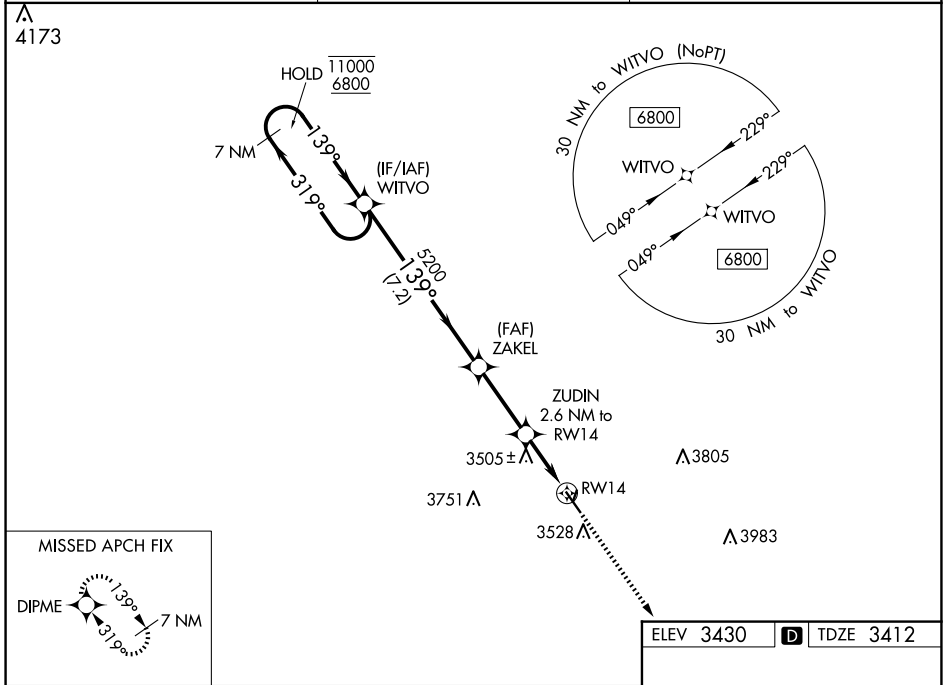 4173
HOLD 11000
6800
7 NM
139°
319°
(IF/IAF)
WITVO
5200
139°
(7.2)
(FAF)
ZAKEL
ZUDIN
2.6 NM to
RW14
3505±
3751
RW14
3528
3805
3983
30 NM to WITVO (NoPT)
6800
229°
WITVO
049°
229°
WITVO
049°
6800
30 NM to WITVO
MISSED APCH FIX
DIPME
139°
319°
7 NM
ELEV 3430 D TDZE 3412